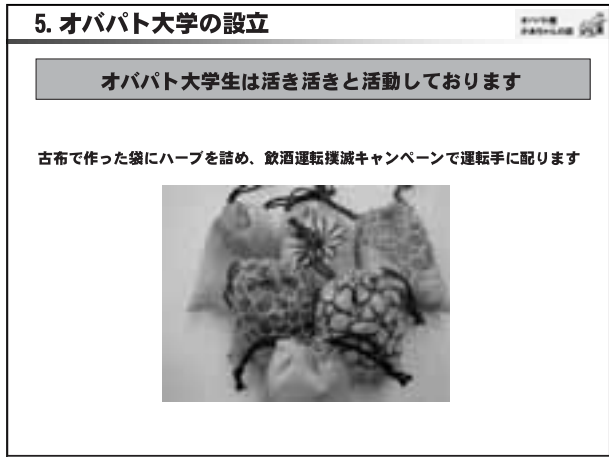 5. オバパト大学の設立
オバパト大学生は活き活きと活動しております
古布で作った袋にハーブを詰め、飲酒運転撲滅キャンペーンで運転手に配ります